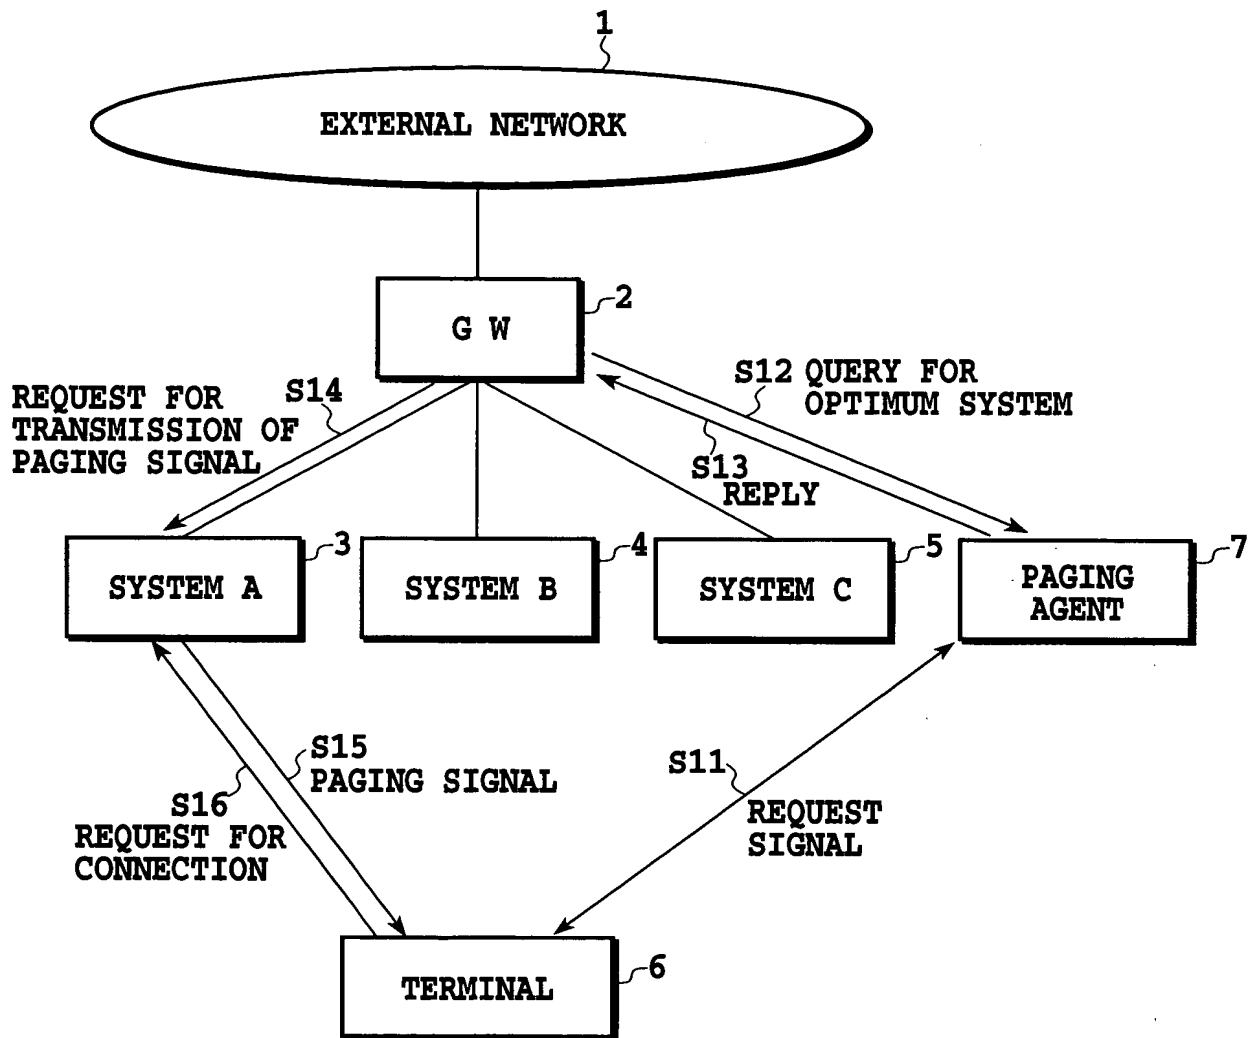 1
EXTERNAL NETWORK
G W
2
S14
REQUEST FOR
TRANSMISSION OF
PAGING SIGNAL
S12 QUERY FOR
OPTIMUM SYSTEM
S13
REPLY
SYSTEM A
3
SYSTEM B
4
SYSTEM C
5
PAGING
AGENT
7
S15
PAGING SIGNAL
S16
REQUEST FOR
CONNECTION
S11
REQUEST
SIGNAL
TERMINAL
6